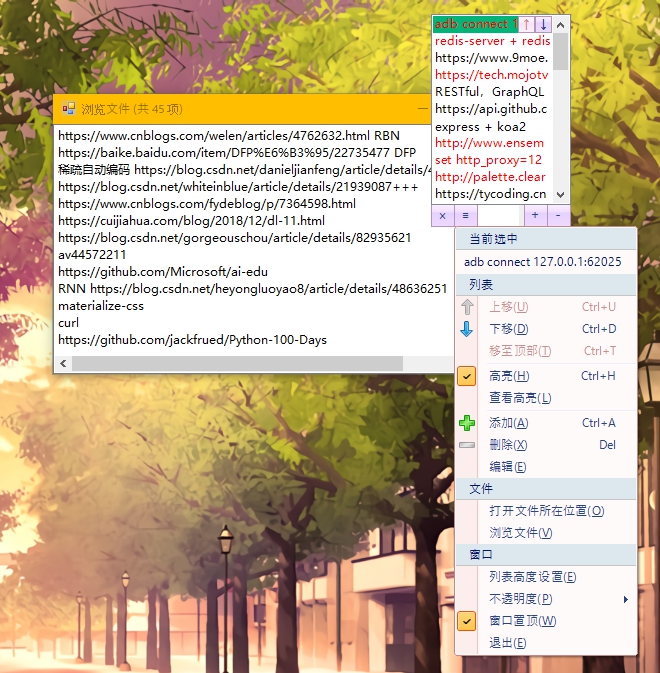 adb connect 1 ↑ ↓
redis-server + redis
https://www.9moe.
https://tech.mojotv
RESTful，GraphQL
https://api.github.c
express + koa2
http://www.ensem
set http_proxy=12
http://palette.clear
https://tycoding.cn
x ≡ + -
浏览文件 (共 45 项)
https://www.cnblogs.com/welen/articles/4762632.html RBN
https://baike.baidu.com/item/DFP%E6%B3%95/22735477 DFP
稀疏自动编码 https://blog.csdn.net/danieljianfeng/article/details/4
https://blog.csdn.net/whiteinblue/article/details/21939087+++
https://www.cnblogs.com/fydeblog/p/7364598.html
https://cuijiahua.com/blog/2018/12/dl-11.html
https://blog.csdn.net/gorgeouschou/article/details/82935621
av44572211
https://github.com/Microsoft/ai-edu
RNN https://blog.csdn.net/heyongluoyao8/article/details/48636251
materialize-css
curl
https://github.com/jackfrued/Python-100-Days
当前选中
adb connect 127.0.0.1:62025
列表
上移(U) Ctrl+U
下移(D) Ctrl+D
移至顶部(T) Ctrl+T
高亮(H) Ctrl+H
查看高亮(L)
添加(A) Ctrl+A
删除(X) Del
编辑(E)
文件
打开文件所在位置(O)
浏览文件(V)
窗口
列表高度设置(E)
不透明度(P)
窗口置顶(W)
退出(E)